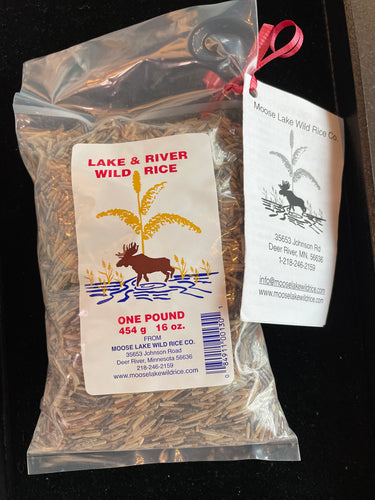 LAKE & RIVER
WILD RICE
ONE POUND
454 g 16 oz.
FROM
MOOSE LAKE WILD RICE CO.
35653 Johnson Road
Deer River, Minnesota 56636
218-246-2159
www.mooselakewildrice.com
Moose Lake Wild Rice Co.
35653 Johnson Rd
Deer River, MN, 56636
1-218-246-2159
info@mooselakewildrice.com
www.mooselakewildrice.com